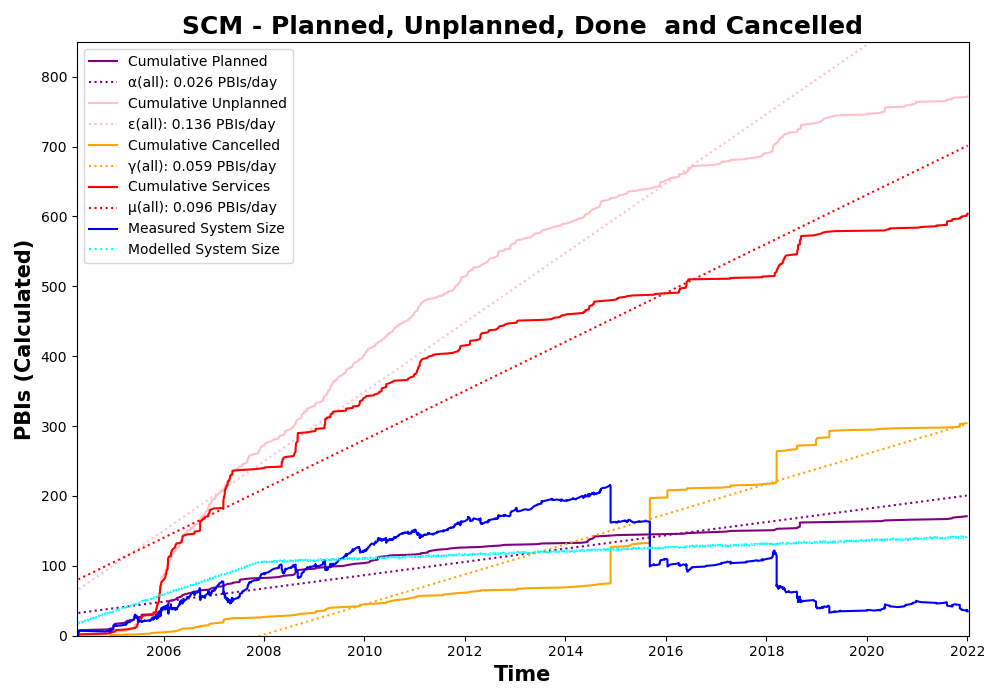 SCM - Planned, Unplanned, Done  and Cancelled
PBIs (Calculated)
800
700
600
500
400
300
200
100
0
Cumulative Planned
α(all): 0.026 PBIs/day
Cumulative Unplanned
ε(all): 0.136 PBIs/day
Cumulative Cancelled
γ(all): 0.059 PBIs/day
Cumulative Services
μ(all): 0.096 PBIs/day
Measured System Size
Modelled System Size
2006 2008 2010 2012 2014 2016 2018 2020 2022
Time